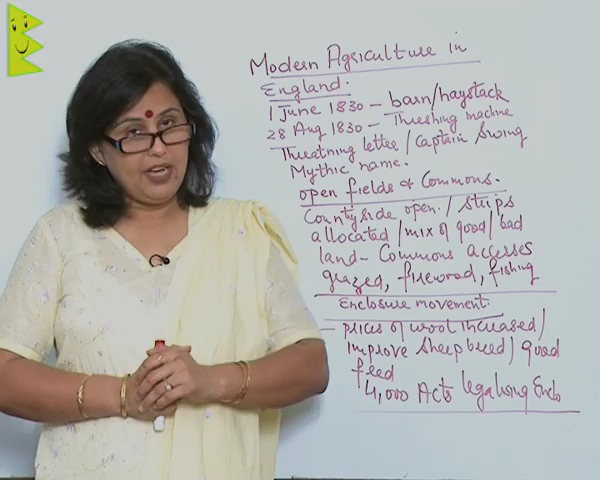 Modern Agriculture in
England.
1 June 1830 - barn/haystack
28 Aug 1830 - Threshing machine
Threatning letter / Captain Swing
Mythic name.
open fields & Commons.
Countyside open / strips
allocated / mix of good / bad
land - Commons accesses
grazed, firewood, fishing
Enclosure movement.
- prices of wool increased /
improve sheep breed / good
feed
4,000 Acts legalising Enclo